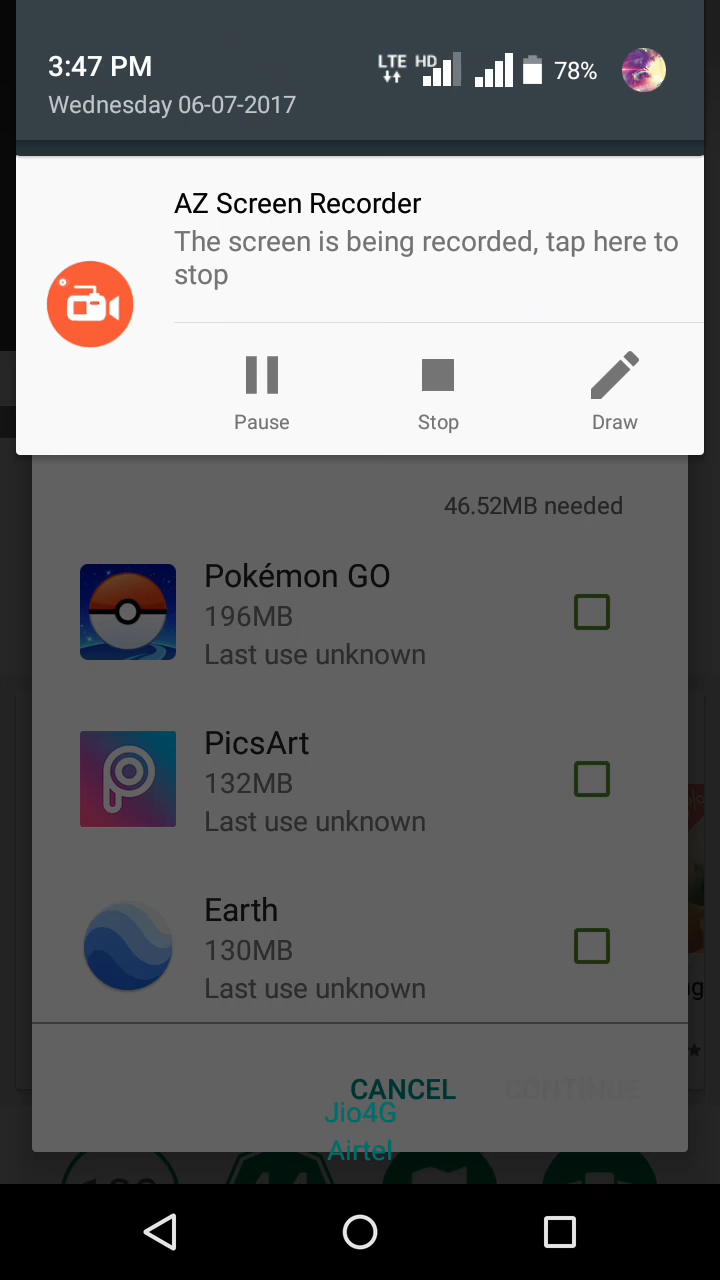 3:47 PM
LTE HD
78%
Wednesday 06-07-2017
AZ Screen Recorder
The screen is being recorded, tap here to
stop
Pause
Stop
Draw
46.52MB needed
Pokémon GO
196MB
Last use unknown
PicsArt
132MB
Last use unknown
Earth
130MB
Last use unknown
CANCEL
CONTINUE
Jio4G
Airtel